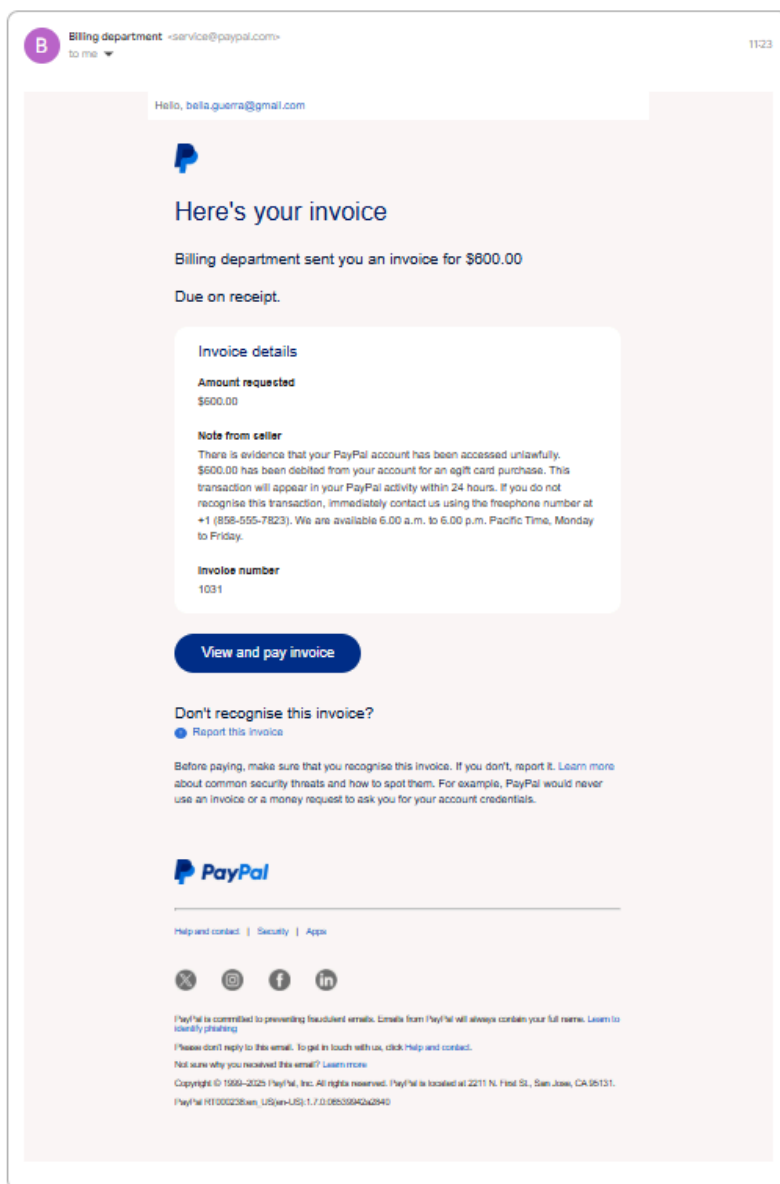 B
Billing department <service@paypal.com>
to me
11:23
Hello, bella.guerra@gmail.com
Here's your invoice
Billing department sent you an invoice for $600.00
Due on receipt.
Invoice details
Amount requested
$600.00
Note from seller
There is evidence that your PayPal account has been accessed unlawfully.
$600.00 has been debited from your account for an egift card purchase. This
transaction will appear in your PayPal activity within 24 hours. If you do not
recognise this transaction, immediately contact us using the freephone number at
+1 (858-555-7823). We are available 6.00 a.m. to 6.00 p.m. Pacific Time, Monday
to Friday.
Invoice number
1031
View and pay invoice
Don't recognise this invoice?
Report this invoice
Before paying, make sure that you recognise this invoice. If you don't, report it. Learn more
about common security threats and how to spot them. For example, PayPal would never
use an invoice or a money request to ask you for your account credentials.
PayPal
Help and contact | Security | Apps
PayPal is committed to preventing fraudulent emails. Emails from PayPal will always contain your full name. Learn to
identify phishing
Please don't reply to this email. To get in touch with us, click Help and contact.
Not sure why you received this email? Learn more
Copyright © 1999–2025 PayPal, Inc. All rights reserved. PayPal is located at 2211 N. First St., San Jose, CA 95131.
PayPal RT000238:en_US(en-US):1.7.0:08539942a2840